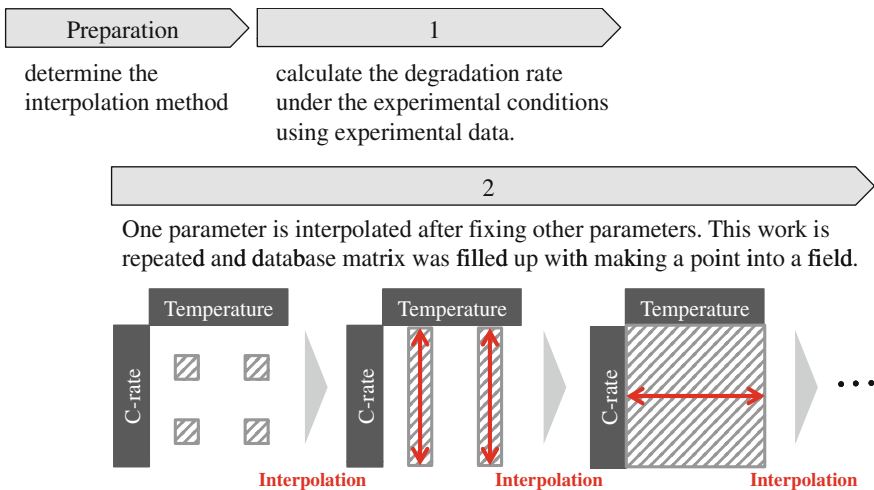 Preparation
1
determine the
interpolation method
calculate the degradation rate
under the experimental conditions
using experimental data.
2
One parameter is interpolated after fixing other parameters. This work is
repeated and database matrix was filled up with making a point into a field.
Temperature
C-rate
Interpolation
Temperature
C-rate
Interpolation
Temperature
C-rate
Interpolation
•••